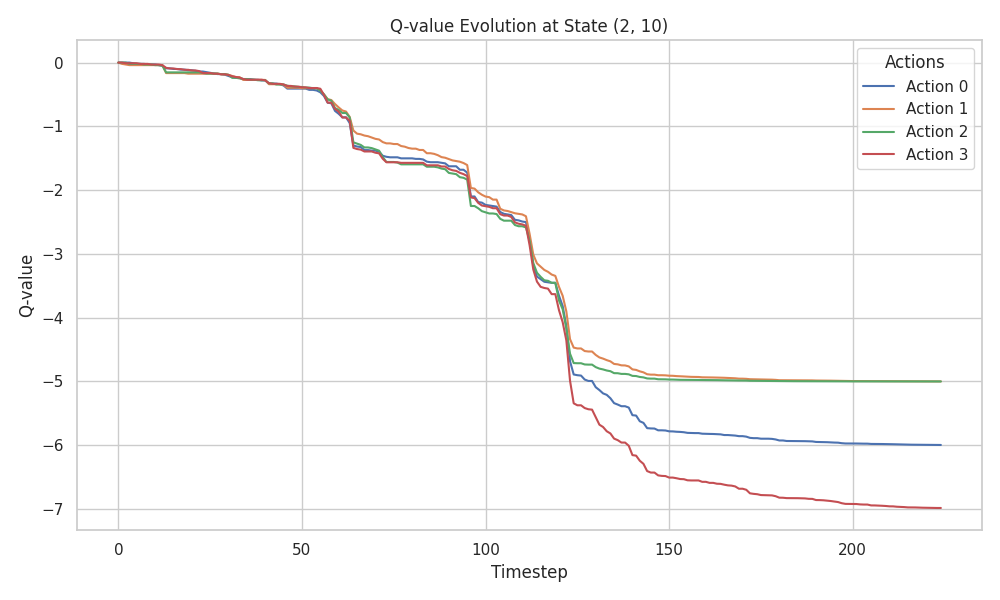 Q-value Evolution at State (2, 10)
Actions
Action 0
Action 1
Action 2
Action 3
Q-value
0
−1
−2
−3
−4
−5
−6
−7
0
50
100
150
200
Timestep